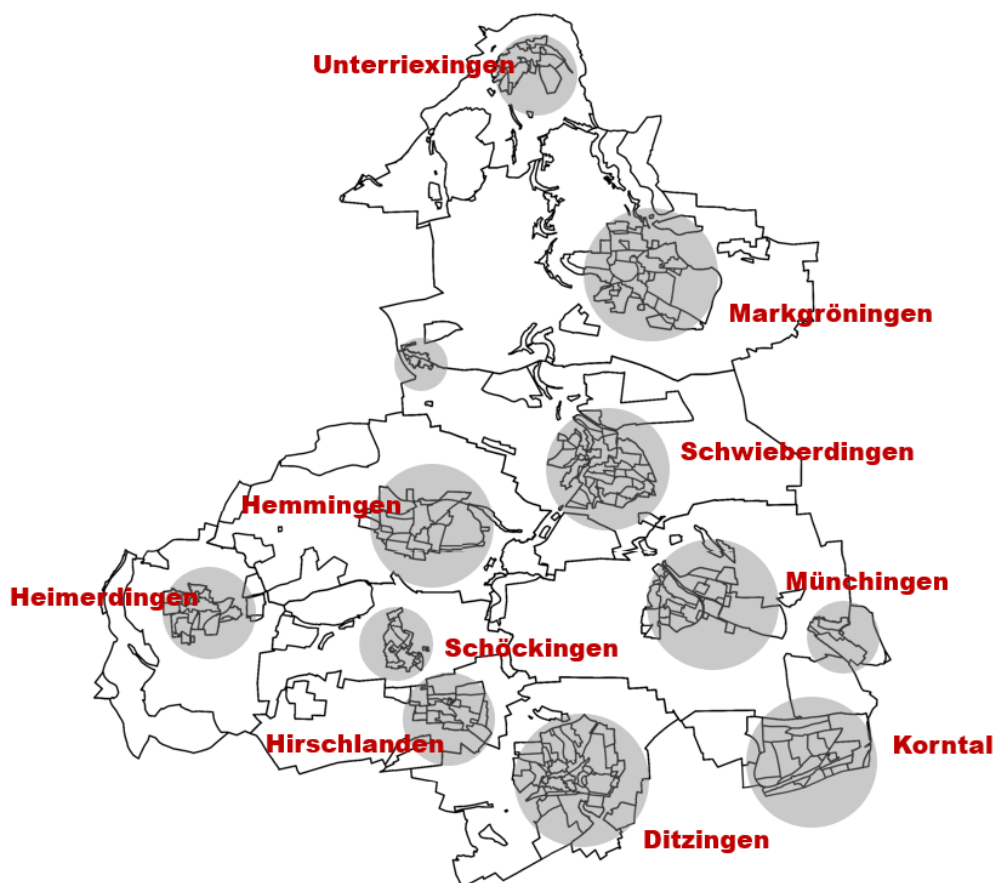 Unterriexingen
Markgröningen
Schwieberdingen
Hemmingen
Münchingen
Heimerdingen
Schöckingen
Hirschlanden
Korntal
Ditzingen